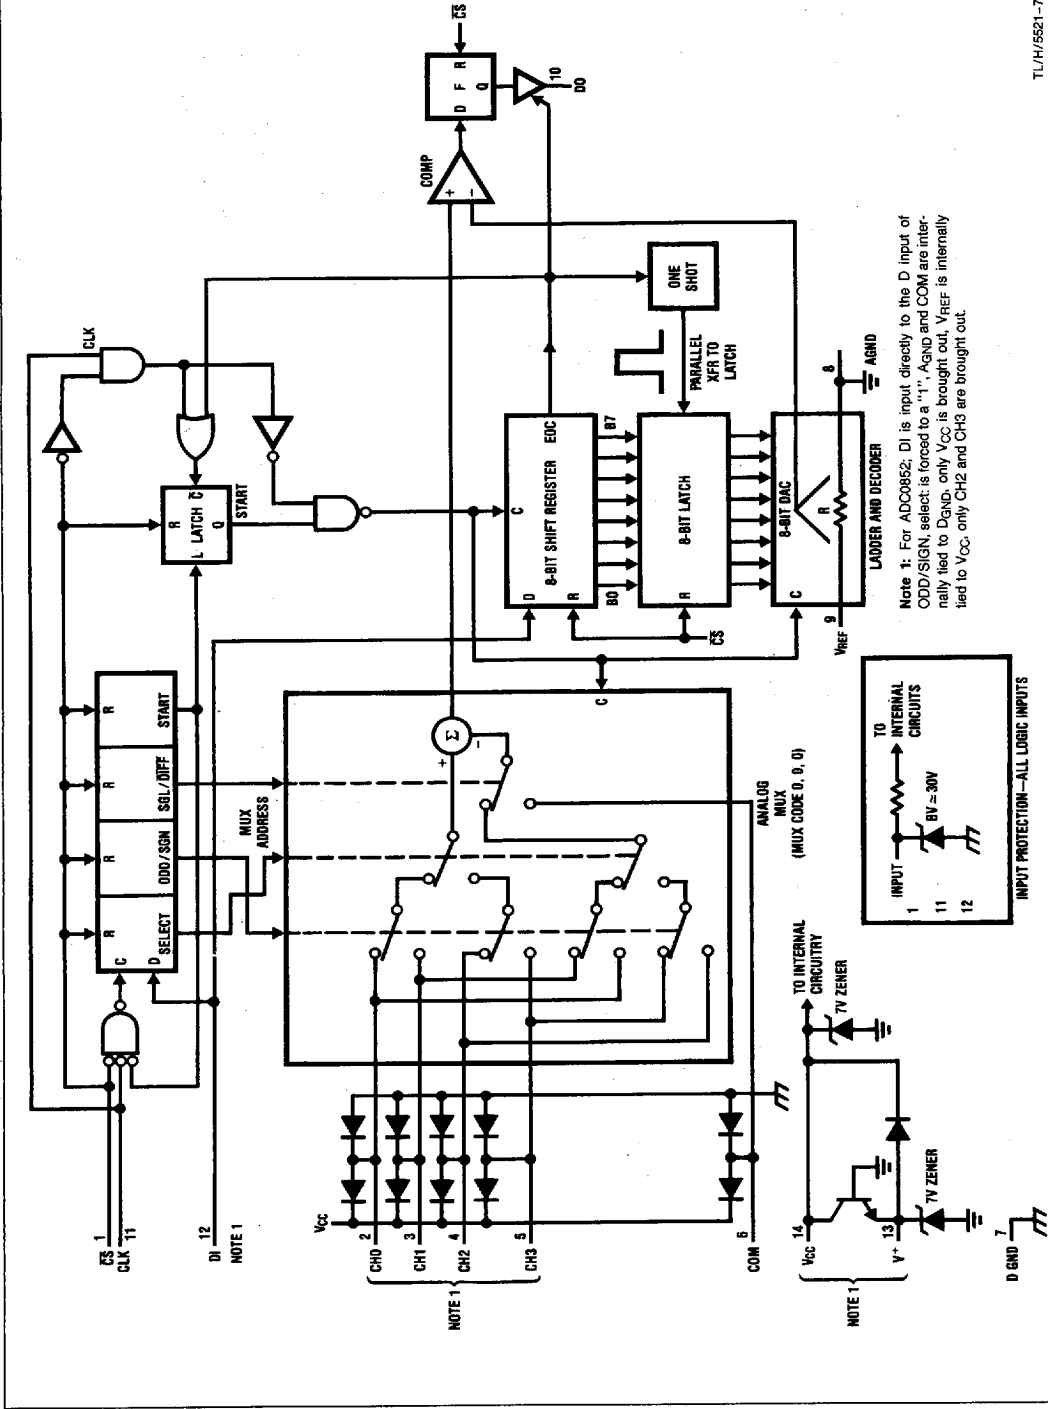 C̅S̅ 1
CLK 11
DI 12
NOTE 1
C
D
SELECT
ODD/SGN
SGL/D̅I̅F̅F̅
START
R
R
R
R
CLK
R
L LATCH C̅
Q
START
MUX
ADDRESS
VCC
2
CH0
3
CH1
4
CH2
5
CH3
NOTE 1
6
COM
+
Σ
-
C
ANALOG
MUX
(MUX CODE 0, 0, 0)
D
C
EOC
8-BIT SHIFT REGISTER
R
B0
B7
R
8-BIT LATCH
C̅S̅
ONE
SHOT
PARALLEL
XFR TO
LATCH
C
8-BIT DAC
R
9
VREF
8
AGND
LADDER AND DECODER
COMP
+
-
C̅S̅
D F R
Q
10
DO
14
VCC
13
V+
NOTE 1
TO INTERNAL
CIRCUITRY
7V ZENER
7V ZENER
7
D GND
INPUT
1
11
12
TO
INTERNAL
CIRCUITS
BV ≃ 30V
INPUT PROTECTION—ALL LOGIC INPUTS
Note 1: For ADC0852; DI is input directly to the D input of
ODD/SIGN, select is forced to a "1", AGND and COM are inter-
nally tied to DGND, only VCC is brought out, VREF is internally
tied to VCC, only CH2 and CH3 are brought out.
TL/H/5521-7